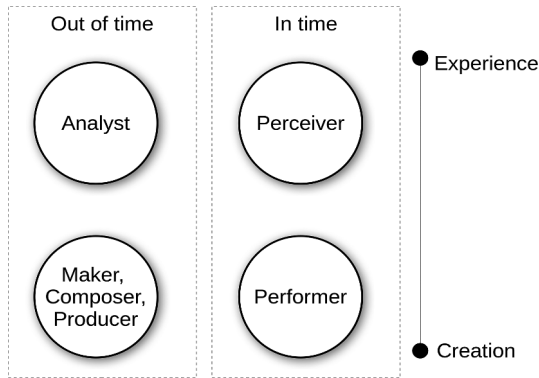 Out of time
In time
Experience
Analyst
Perceiver
Maker,
Composer,
Producer
Performer
Creation